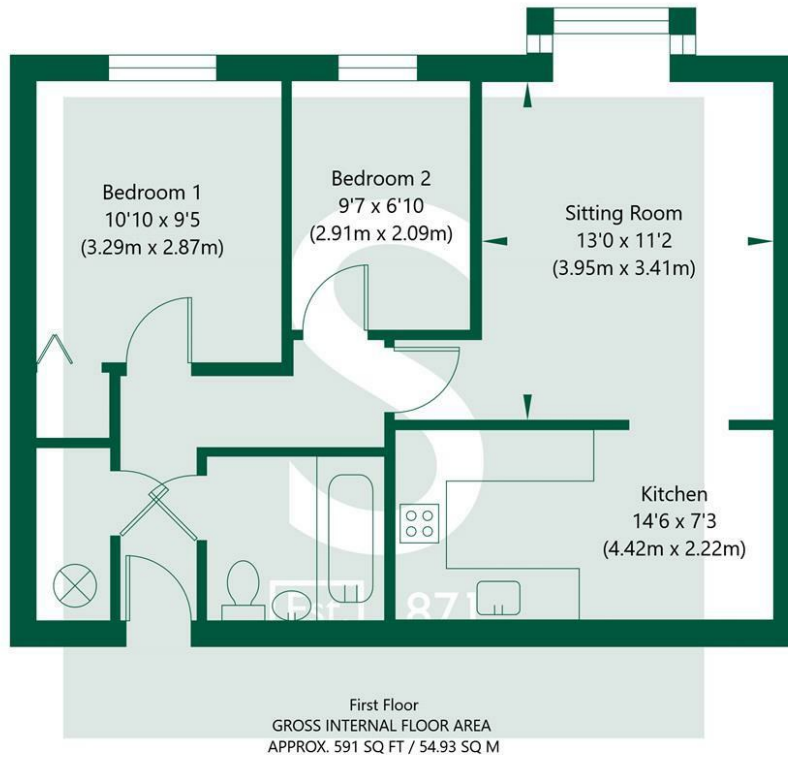 Bedroom 1
10'10 x 9'5
(3.29m x 2.87m)
Bedroom 2
9'7 x 6'10
(2.91m x 2.09m)
Sitting Room
13'0 x 11'2
(3.95m x 3.41m)
Kitchen
14'6 x 7'3
(4.42m x 2.22m)
S
Est 871
First Floor
GROSS INTERNAL FLOOR AREA
APPROX. 591 SQ FT / 54.93 SQ M